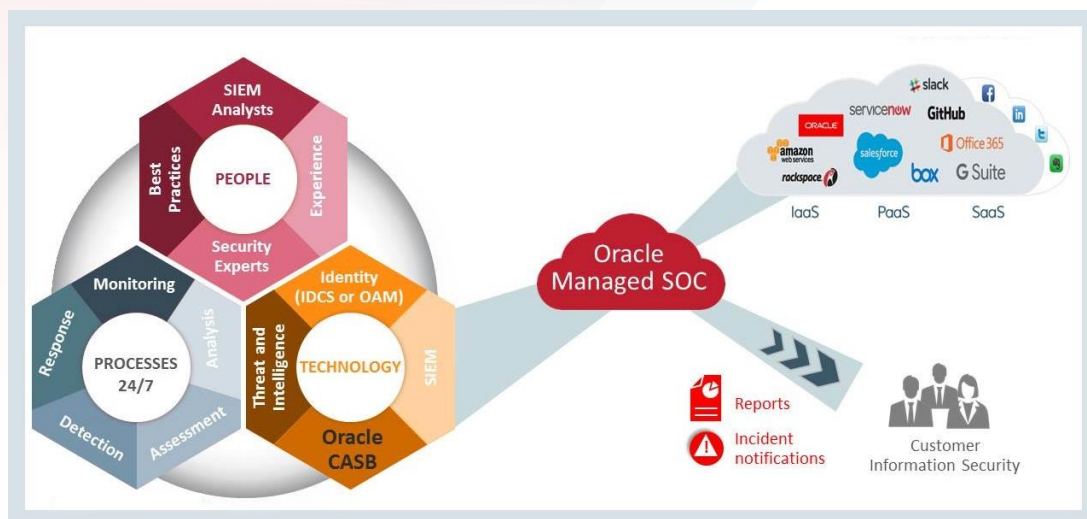 SIEM
Analysts
Best
Practices
PEOPLE
Experience
Security
Experts
Monitoring
Response
Analysis
PROCESSES
24/7
Detection
Assessment
Identity
(IDCS or OAM)
Threat and
Intelligence
TECHNOLOGY
SIEM
Oracle
CASB
Oracle
Managed SOC
slack
servicenow
GitHub
ORACLE
amazon
web services
salesforce
Office 365
rackspace
box
G Suite
IaaS
PaaS
SaaS
Reports
Incident
notifications
Customer
Information Security